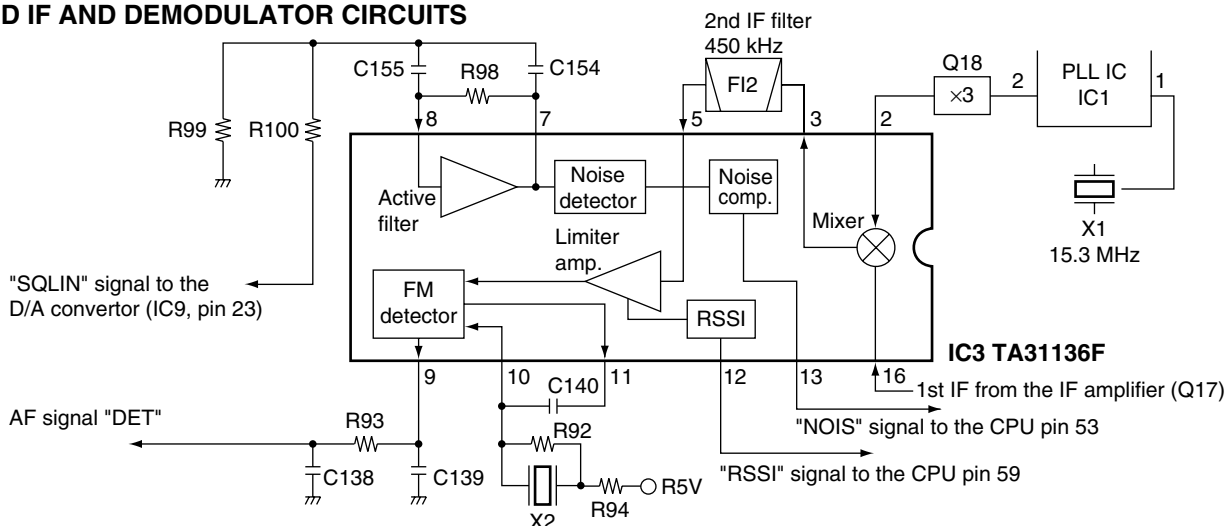 D IF AND DEMODULATOR CIRCUITS
2nd IF filter
450 kHz
C155
R98
C154
FI2
Q18
×3
2
PLL IC
IC1
1
R99
R100
8
7
5
3
2
X1
15.3 MHz
Active
filter
Noise
detector
Noise
comp.
Mixer
Limiter
amp.
"SQLIN" signal to the
D/A convertor (IC9, pin 23)
FM
detector
RSSI
IC3 TA31136F
9
10
11
12
13
16
1st IF from the IF amplifier (Q17)
C140
AF signal "DET"
R93
R92
"NOIS" signal to the CPU pin 53
"RSSI" signal to the CPU pin 59
C138
C139
R5V
R94
X2